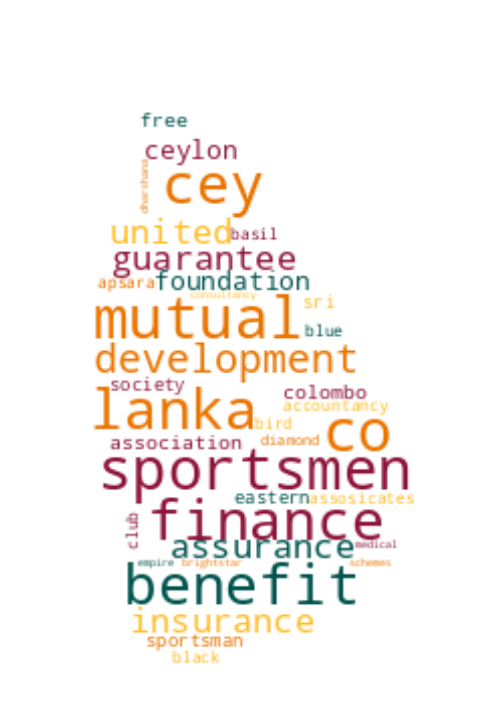 free
ceylon
dharshana
cey
united
basil
guarantee
apsara
foundation
consultancy
sri
mutual
blue
development
society
colombo
lanka
accountancy
bird
co
association
diamond
sportsmen
eastern
assosicates
club
finance
assurance
medical
empire
brightstar
schemes
benefit
insurance
sportsman
black